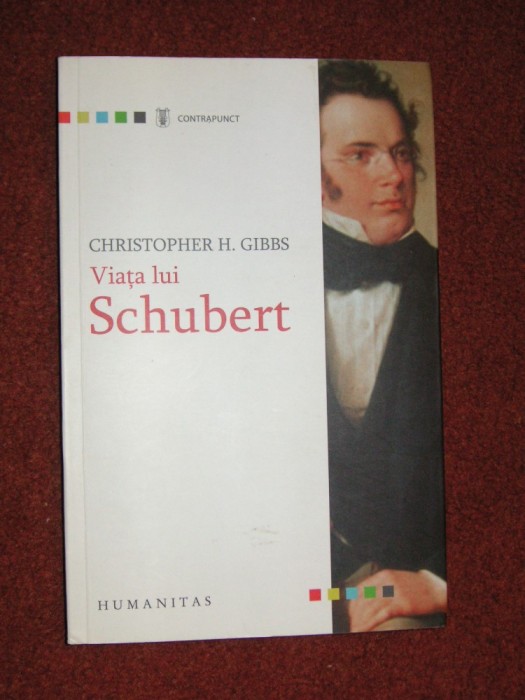 CONTRAPUNCT
CHRISTOPHER H. GIBBS
Viața lui
Schubert
HUMANITAS